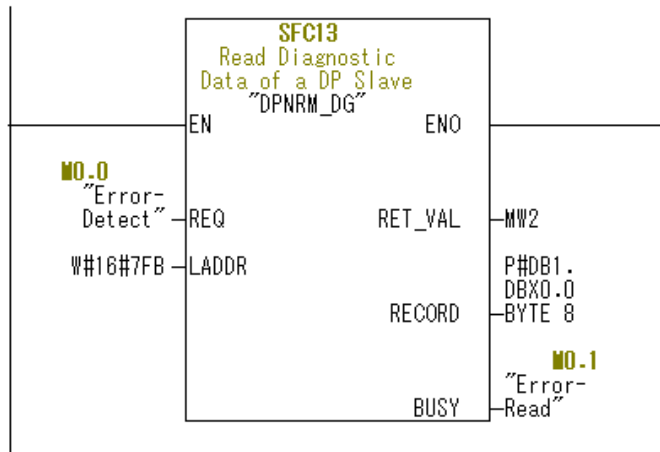 SFC13
Read Diagnostic
Data of a DP Slave
"DPNRM_DG"
EN
ENO
M0.0
"Error-
Detect"
REQ
RET_VAL
MW2
W#16#7FB
LADDR
P#DB1.
DBX0.0
RECORD
BYTE 8
M0.1
"Error-
BUSY
Read"